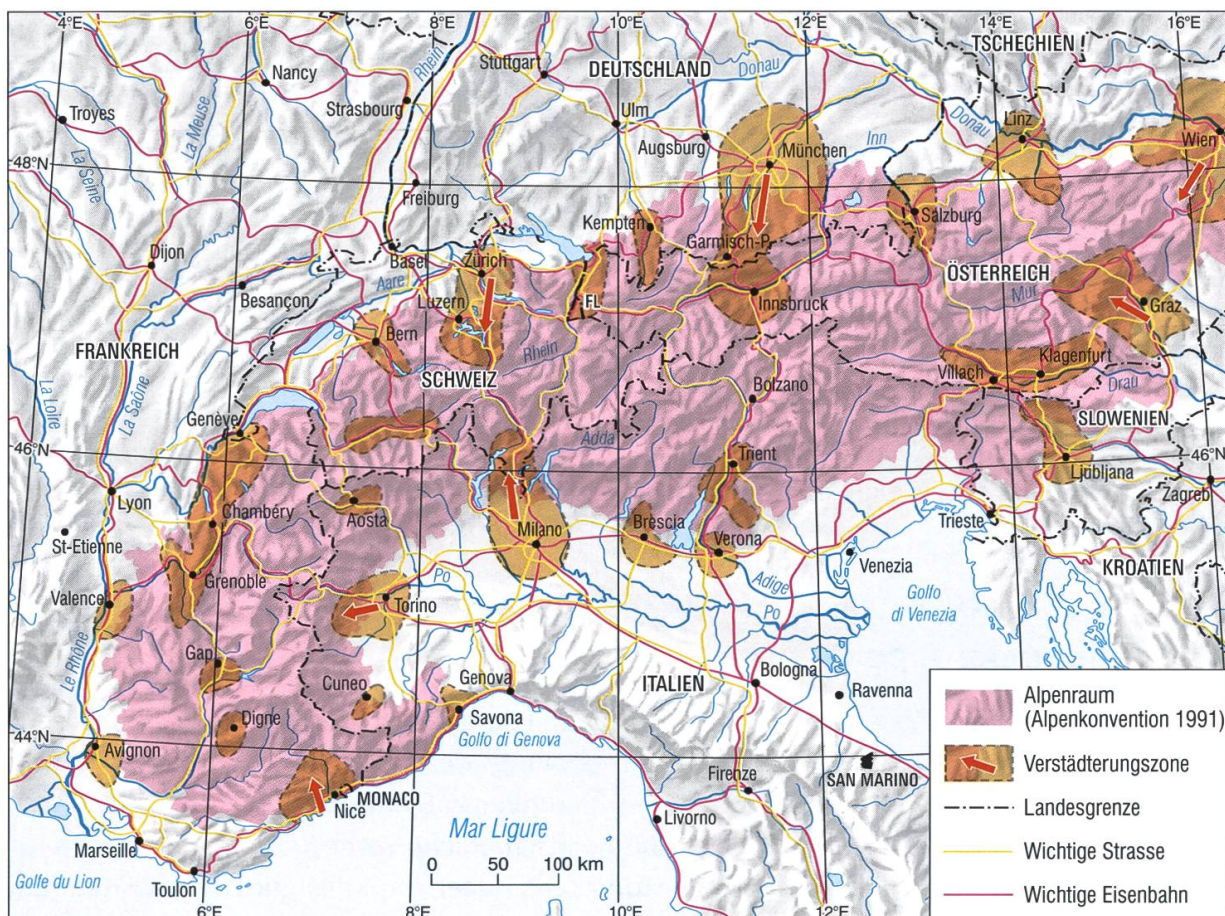 4°E
6°E
8°E
10°E
12°E
14°E
16°E
TSCHECHIEN
Nancy
Rhein
Stuttgart
DEUTSCHLAND
Donau
Strasbourg
Troyes
La Meuse
La Seine
Ulm
Augsburg
München
Inn
Donau
Linz
Wien
48°N
48°N
Freiburg
Kempten
Garmisch-P.
Salzburg
Dijon
Basel
Zürich
Besançon
Aare
Luzern
FL
Innsbruck
ÖSTERREICH
Mur
Graz
Bern
Rhein
FRANKREICH
SCHWEIZ
La Loire
La Saône
Bolzano
Villach
Klagenfurt
Drau
SLOWENIEN
Genève
46°N
Adda
Trient
46°N
Ljubljana
Zagreb
Lyon
Chambéry
Aosta
Milano
Brescia
Verona
Trieste
St-Etienne
Venezia
KROATIEN
Grenoble
Valence
Po
Torino
Adige
Po
Golfo
di Venezia
Le Rhône
Gap
Cuneo
Genova
ITALIEN
Bologna
Ravenna
Digne
Savona
Golfo di Genova
44°N
Avignon
Firenze
SAN MARINO
Nice
MONACO
Livorno
Marseille
Mar Ligure
Toulon
Golfe du Lion
0 50 100 km
6°E
8°E
10°E
12°E
Alpenraum
(Alpenkonvention 1991)
Verstädterungszone
Landesgrenze
Wichtige Strasse
Wichtige Eisenbahn